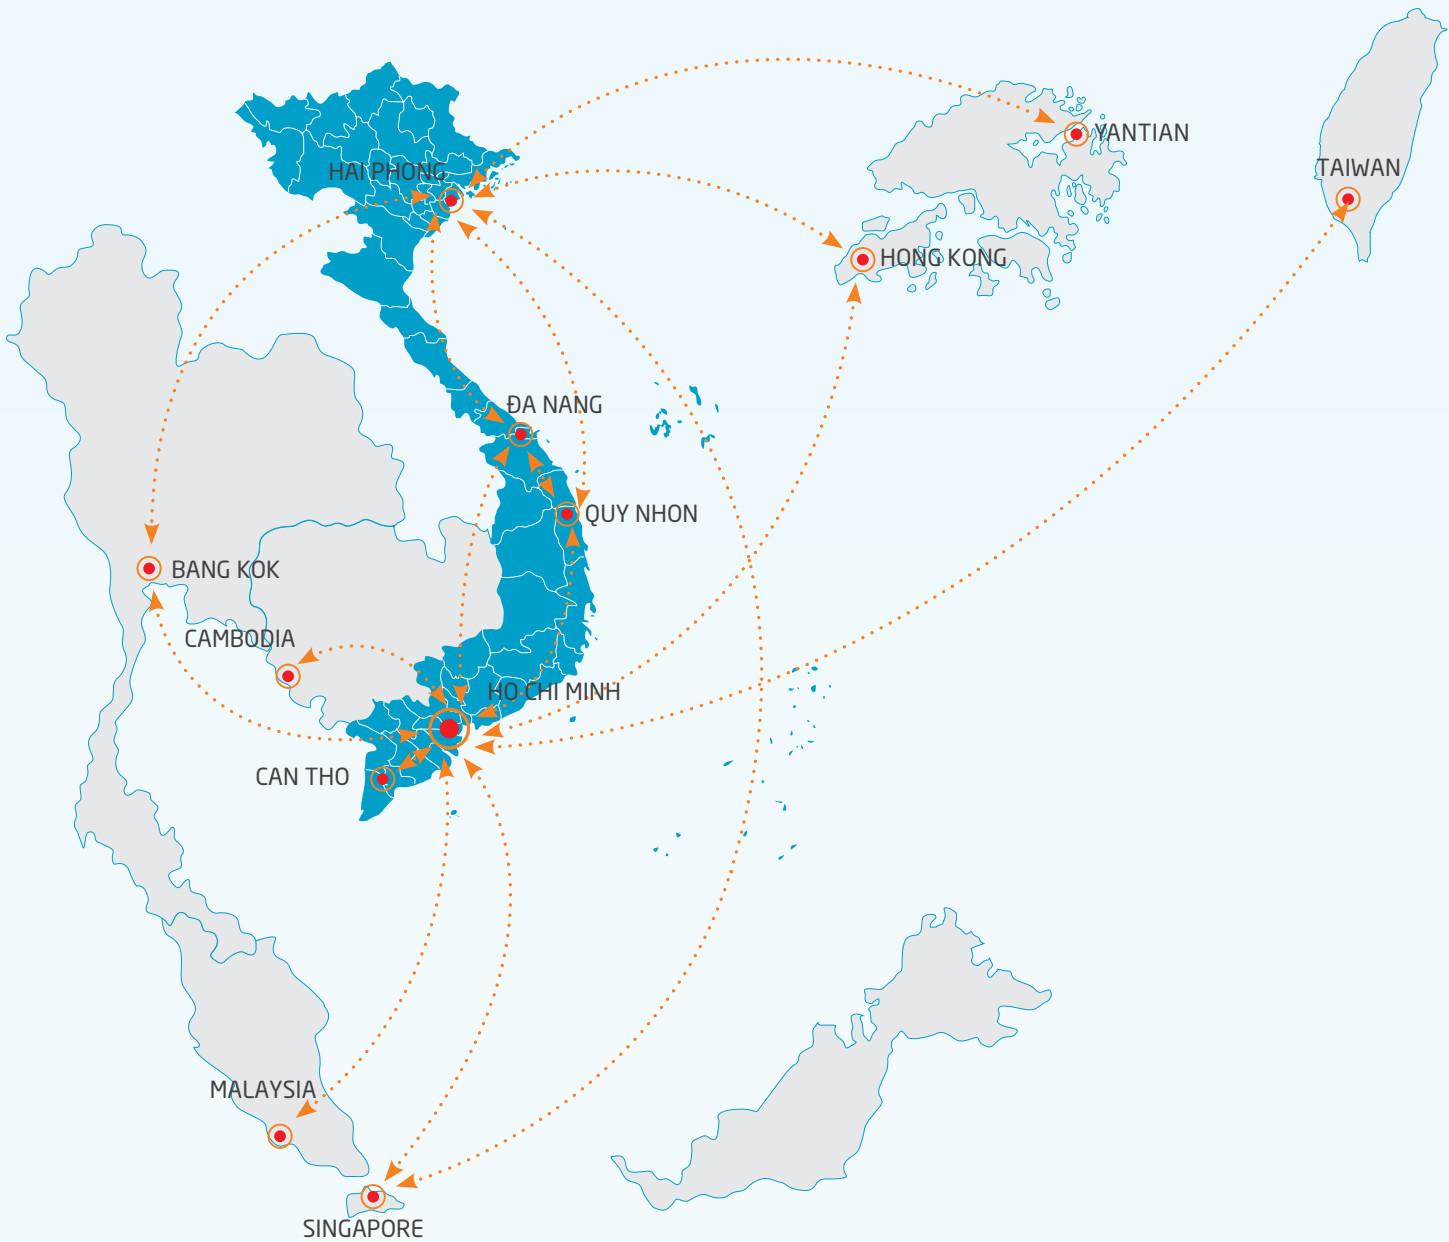 YANTIAN
TAIWAN
HAI PHONG
HONG KONG
ĐA NANG
QUY NHON
BANG KOK
CAMBODIA
HO CHI MINH
CAN THO
MALAYSIA
SINGAPORE